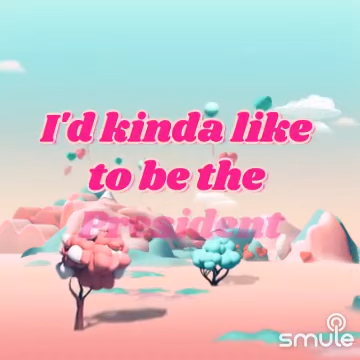 I'd kinda like
to be the
President
smule